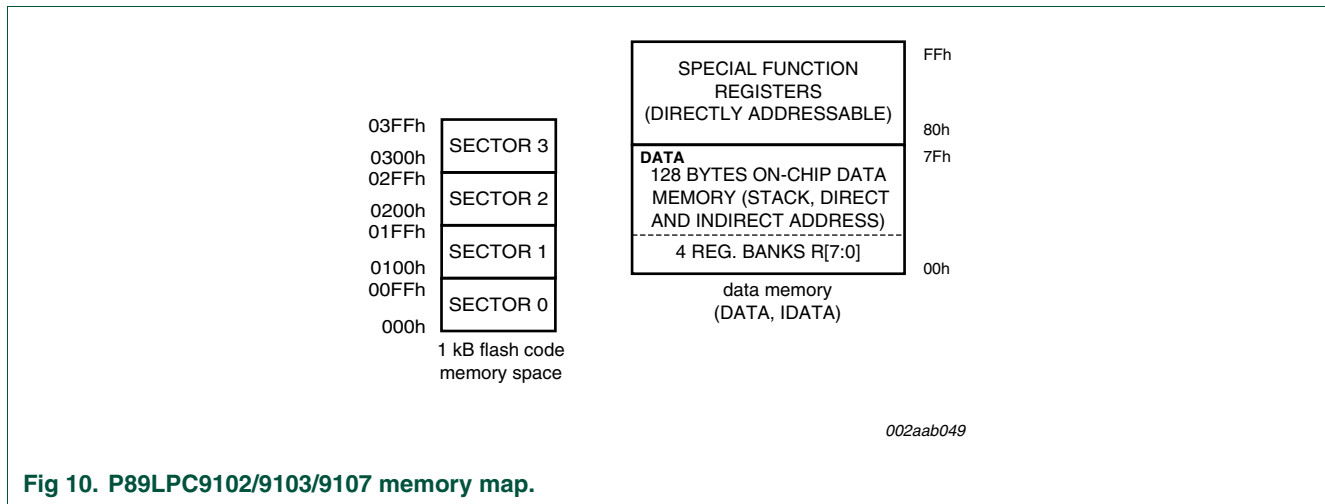 03FFh
SECTOR 3
0300h
02FFh
SECTOR 2
0200h
01FFh
SECTOR 1
0100h
00FFh
SECTOR 0
000h
1 kB flash code
memory space
SPECIAL FUNCTION
REGISTERS
(DIRECTLY ADDRESSABLE)
FFh
80h
7Fh
DATA
128 BYTES ON-CHIP DATA
MEMORY (STACK, DIRECT
AND INDIRECT ADDRESS)
4 REG. BANKS R[7:0]
00h
data memory
(DATA, IDATA)
002aab049
Fig 10. P89LPC9102/9103/9107 memory map.